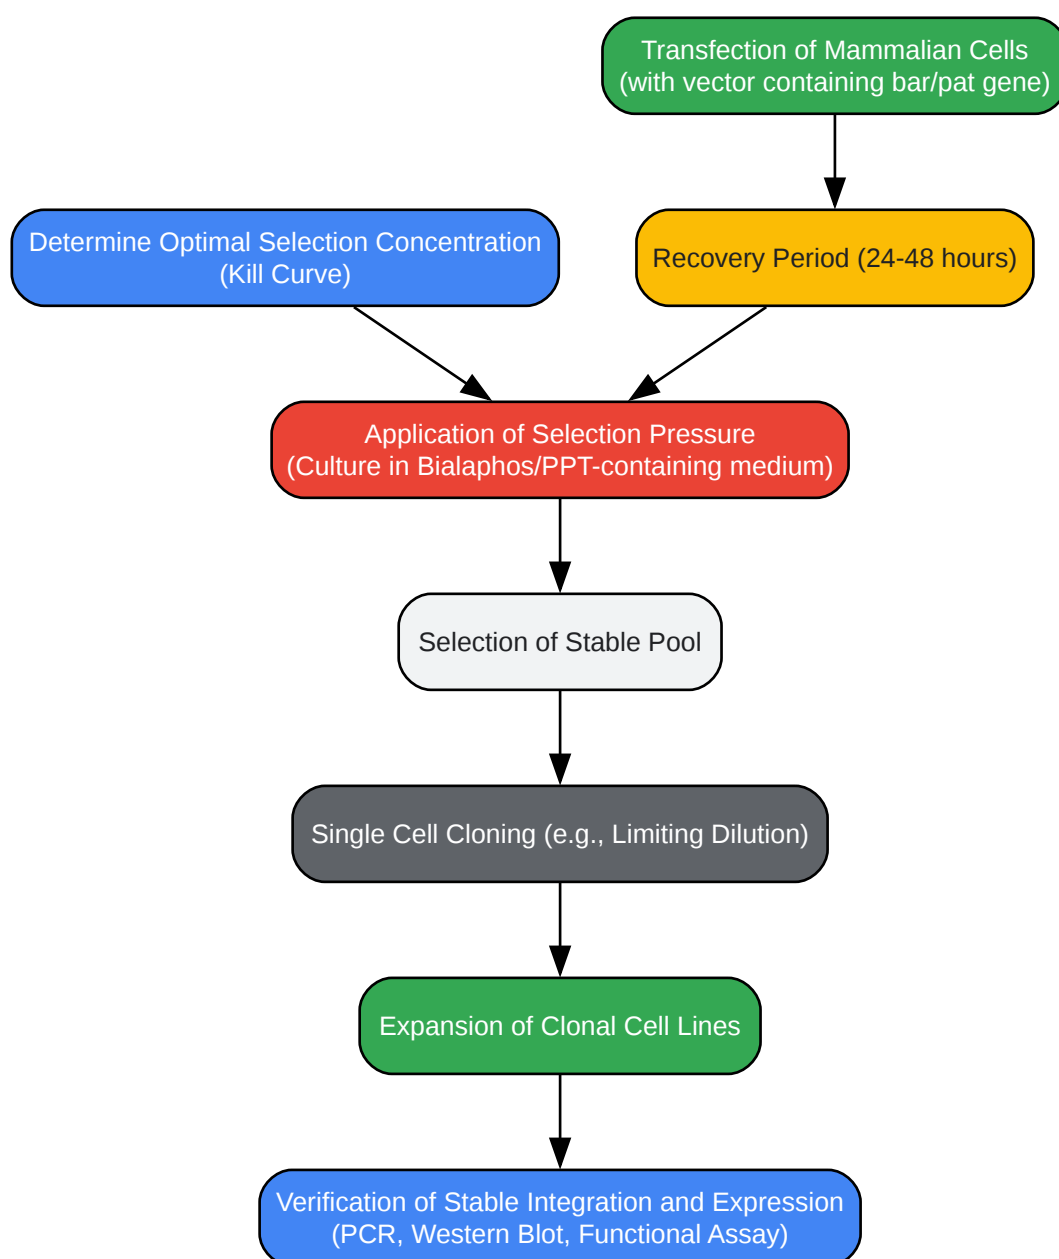 Transfection of Mammalian Cells
(with vector containing bar/pat gene)
Determine Optimal Selection Concentration
(Kill Curve)
Recovery Period (24-48 hours)
Application of Selection Pressure
(Culture in Bialaphos/PPT-containing medium)
Selection of Stable Pool
Single Cell Cloning (e.g., Limiting Dilution)
Expansion of Clonal Cell Lines
Verification of Stable Integration and Expression
(PCR, Western Blot, Functional Assay)